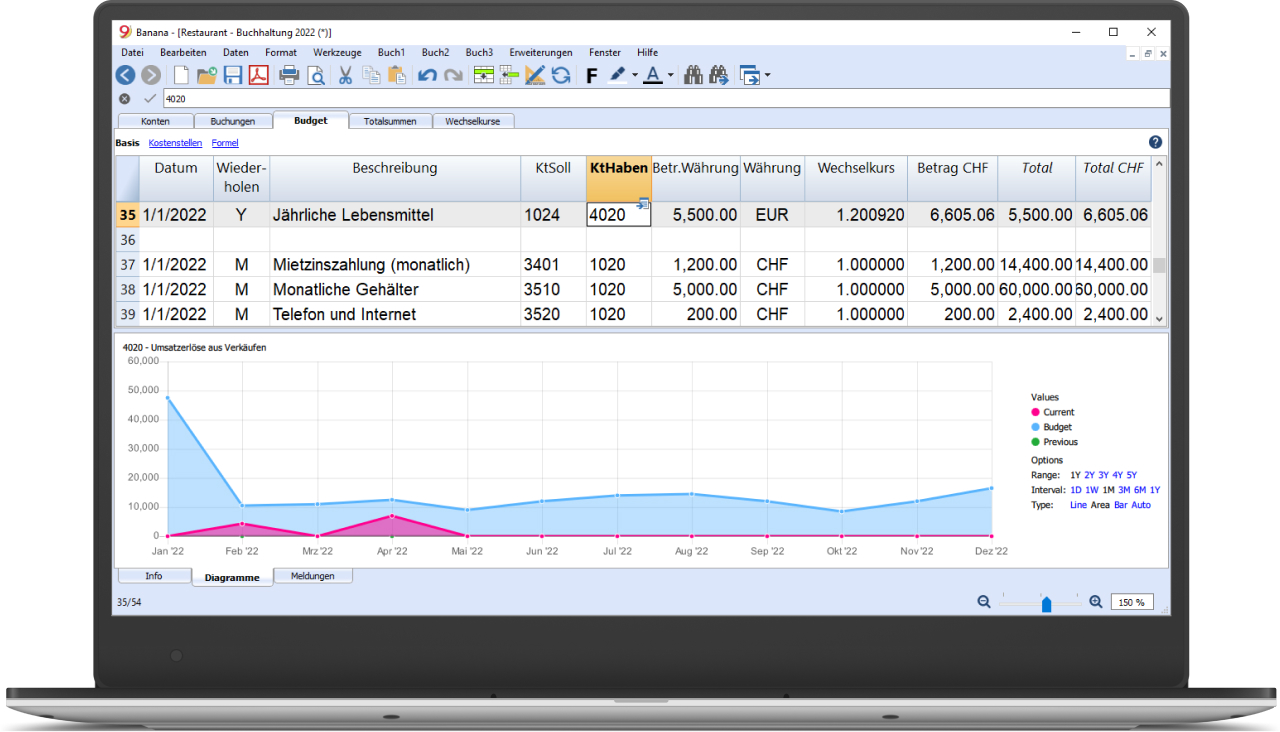 Banana - [Restaurant - Buchhaltung 2022 (*)]
Datei Bearbeiten Daten Format Werkzeuge Buch1 Buch2 Buch3 Erweiterungen Fenster Hilfe
F A
4020
Konten Buchungen Budget Totalsummen Wechselkurse
Basis Kostenstellen Formel
Datum Wieder-holen Beschreibung KtSoll KtHaben Betr.Währung Währung Wechselkurs Betrag CHF Total Total CHF
35 1/1/2022 Y Jährliche Lebensmittel 1024 4020 5,500.00 EUR 1.200920 6,605.06 5,500.00 6,605.06
36
37 1/1/2022 M Mietzinszahlung (monatlich) 3401 1020 1,200.00 CHF 1.000000 1,200.00 14,400.00 14,400.00
38 1/1/2022 M Monatliche Gehälter 3510 1020 5,000.00 CHF 1.000000 5,000.00 60,000.00 60,000.00
39 1/1/2022 M Telefon und Internet 3520 1020 200.00 CHF 1.000000 200.00 2,400.00 2,400.00
4020 - Umsatzerlöse aus Verkäufen
60,000
50,000
40,000
30,000
20,000
10,000
0
Jan '22 Feb '22 Mrz '22 Apr '22 Mai '22 Jun '22 Jul '22 Aug '22 Sep '22 Okt '22 Nov '22 Dez '22
Values
Current
Budget
Previous
Options
Range: 1Y 2Y 3Y 4Y 5Y
Interval: 1D 1W 1M 3M 6M 1Y
Type: Line Area Bar Auto
Info Diagramme Meldungen
35/54 150 %